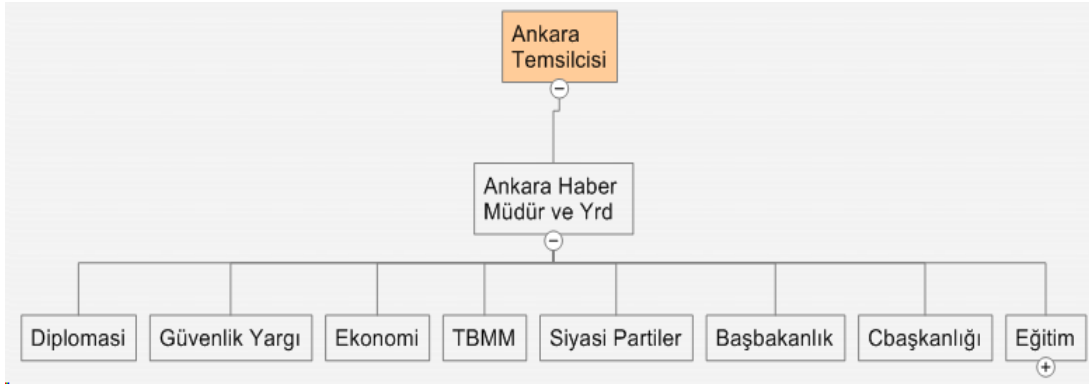 Ankara
Temsilcisi
Ankara Haber
Müdür ve Yrd
Diplomasi
Güvenlik Yargı
Ekonomi
TBMM
Siyasi Partiler
Başbakanlık
Cbaşkanlığı
Eğitim